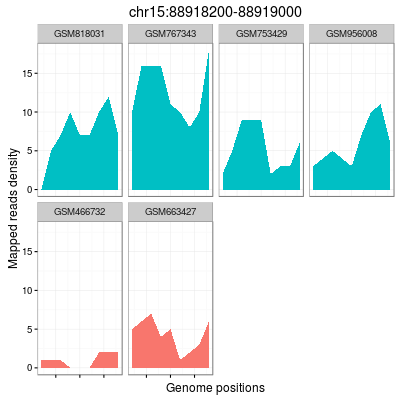 chr15:88918200-88919000
GSM818031 GSM767343 GSM753429 GSM956008
15
10
5
0
Mapped reads density
GSM466732 GSM663427
15
10
5
0
Genome positions